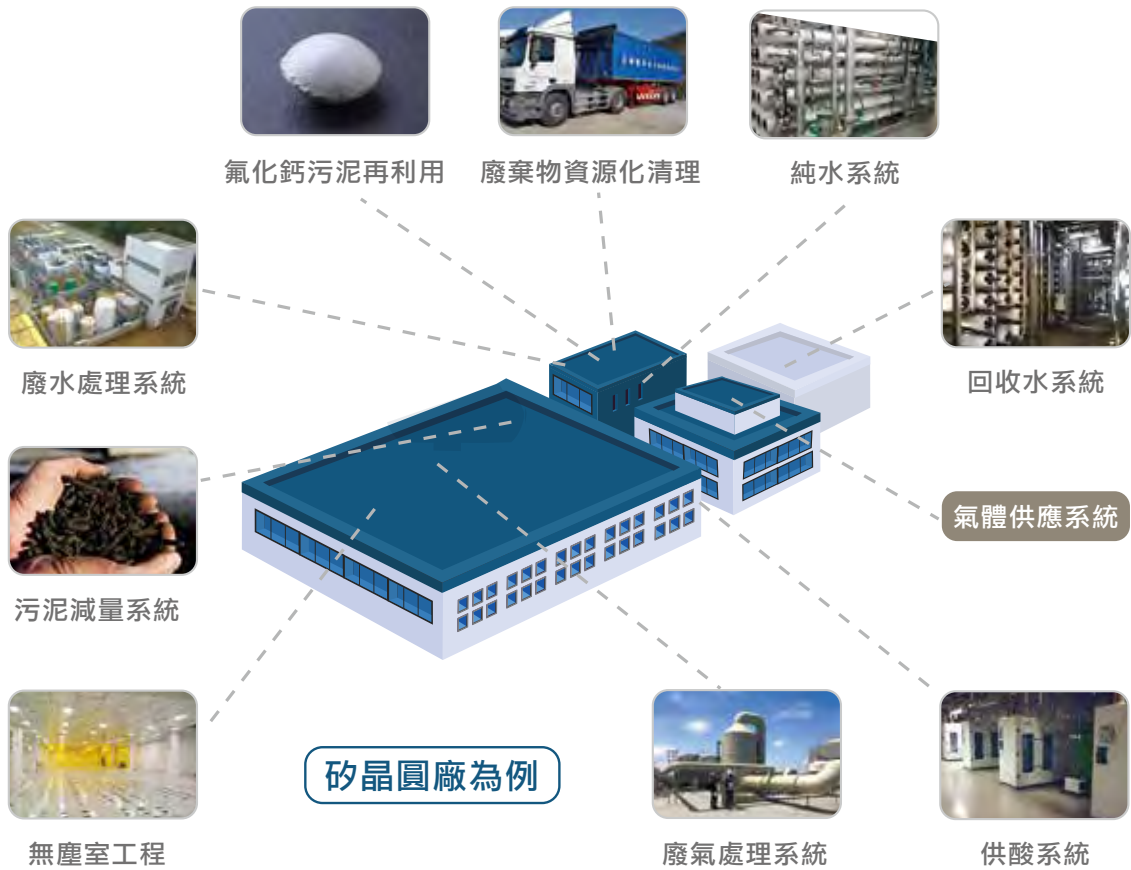 氟化鈣污泥再利用
廢棄物資源化清理
純水系統
廢水處理系統
回收水系統
氣體供應系統
污泥減量系統
矽晶圓廠為例
無塵室工程
廢氣處理系統
供酸系統